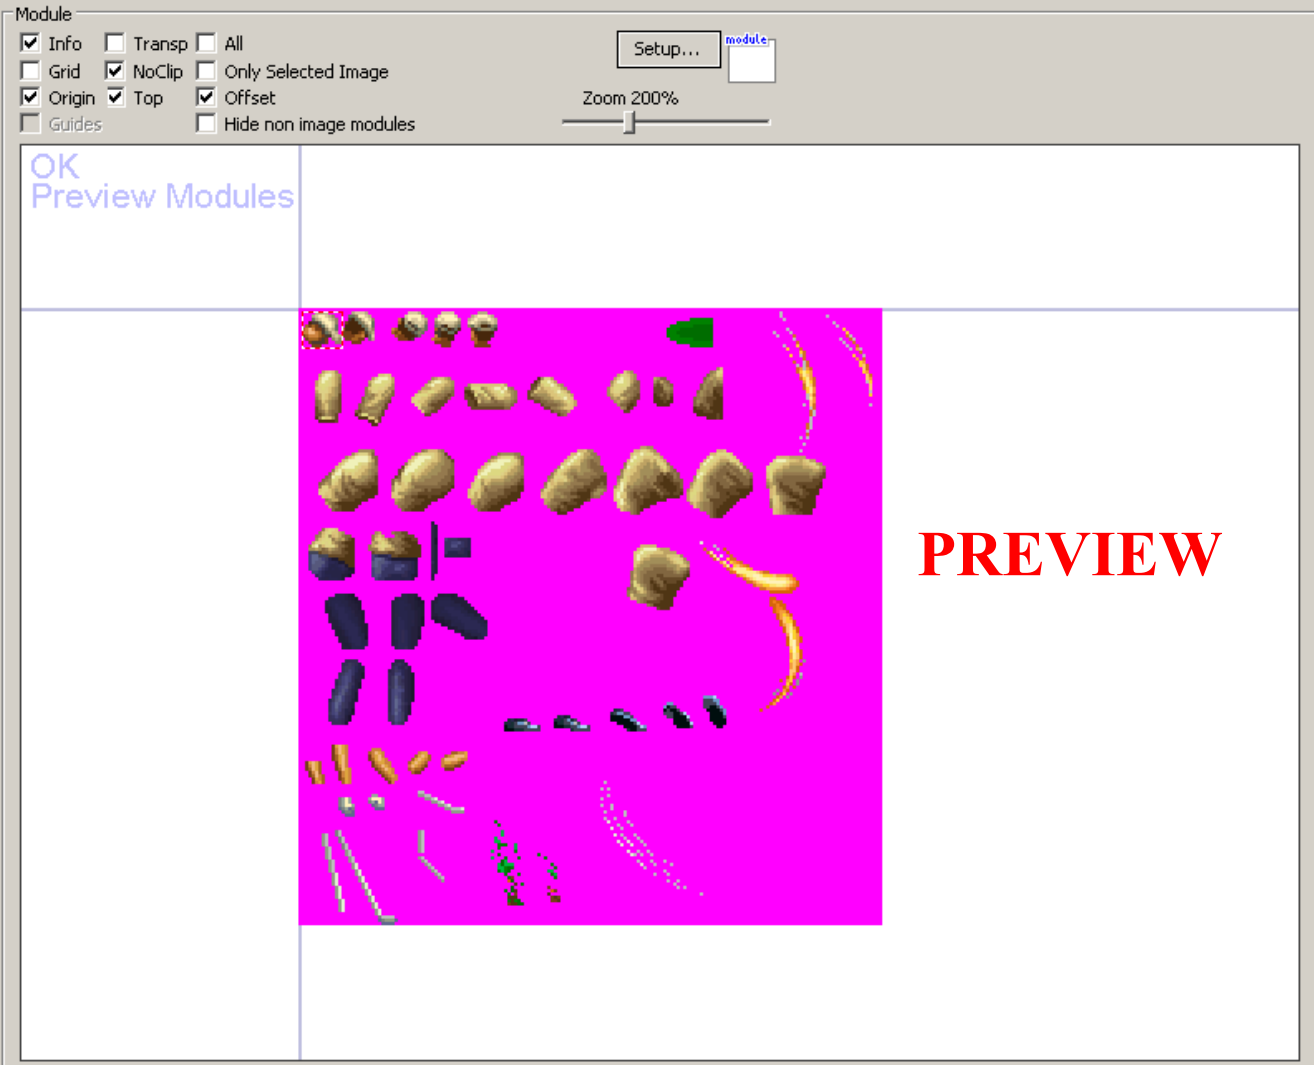 Module
Info
Transp
All
Grid
NoClip
Only Selected Image
Origin
Top
Offset
Guides
Hide non image modules
Setup...
module
Zoom 200%
OK
Preview Modules
PREVIEW